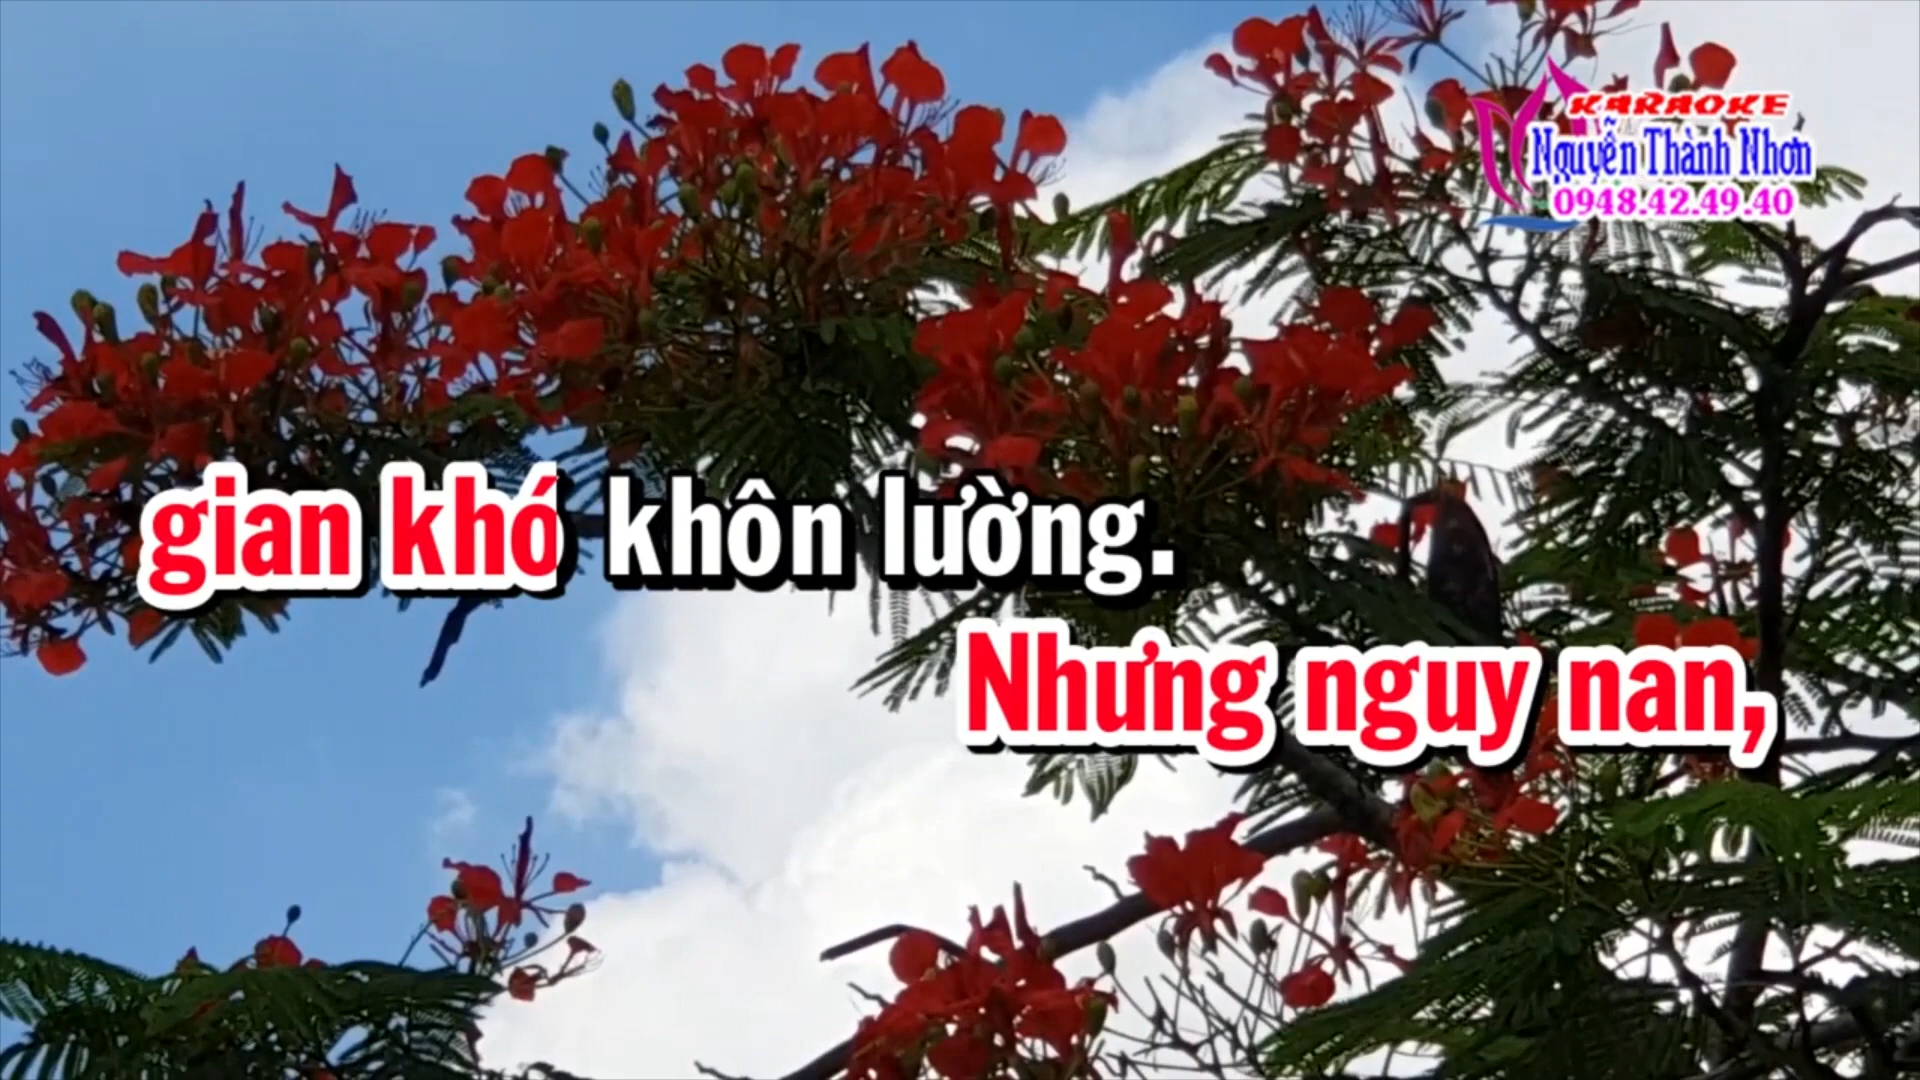 KARAOKE
Nguyễn Thành Nhơn
0948.42.49.40
gian khó khôn lường.
Nhưng nguy nan,